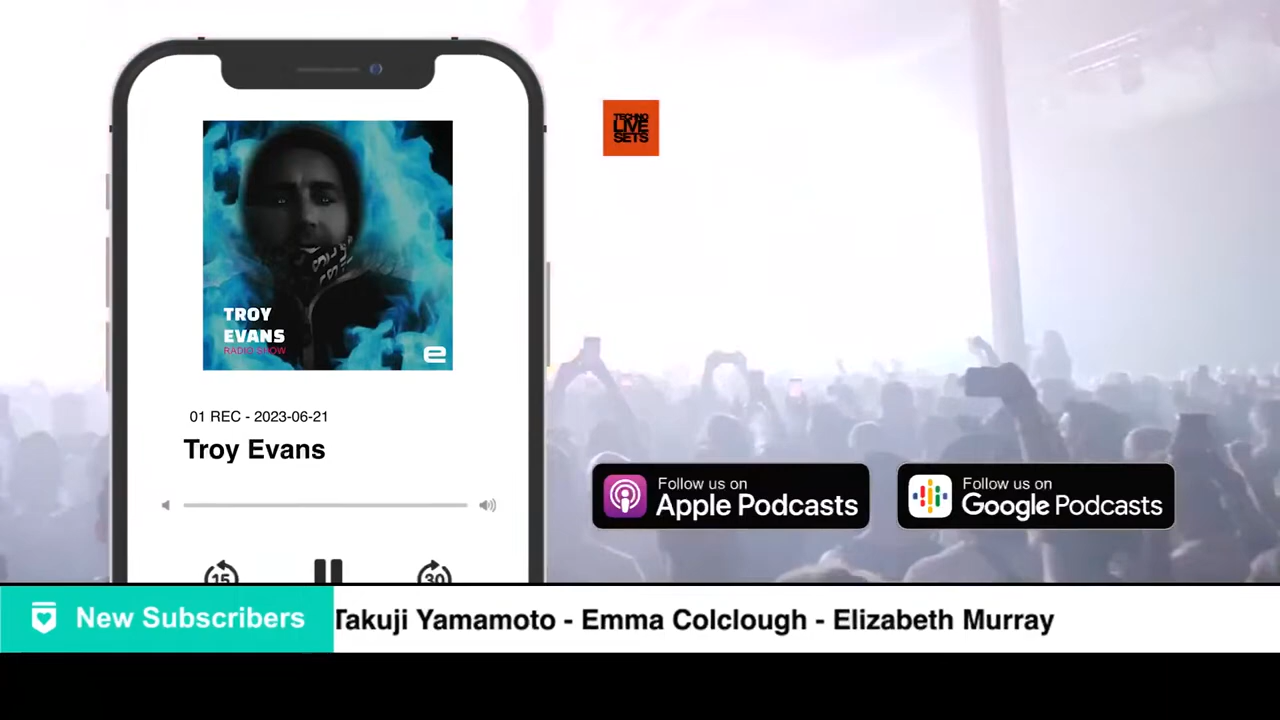 TECHNO
LIVE
SETS
TROY
EVANS
RADIO SHOW
e
01 REC - 2023-06-21
Troy Evans
Follow us on
Apple Podcasts
Follow us on
Google Podcasts
15
30
New Subscribers
Takuji Yamamoto - Emma Colclough - Elizabeth Murray